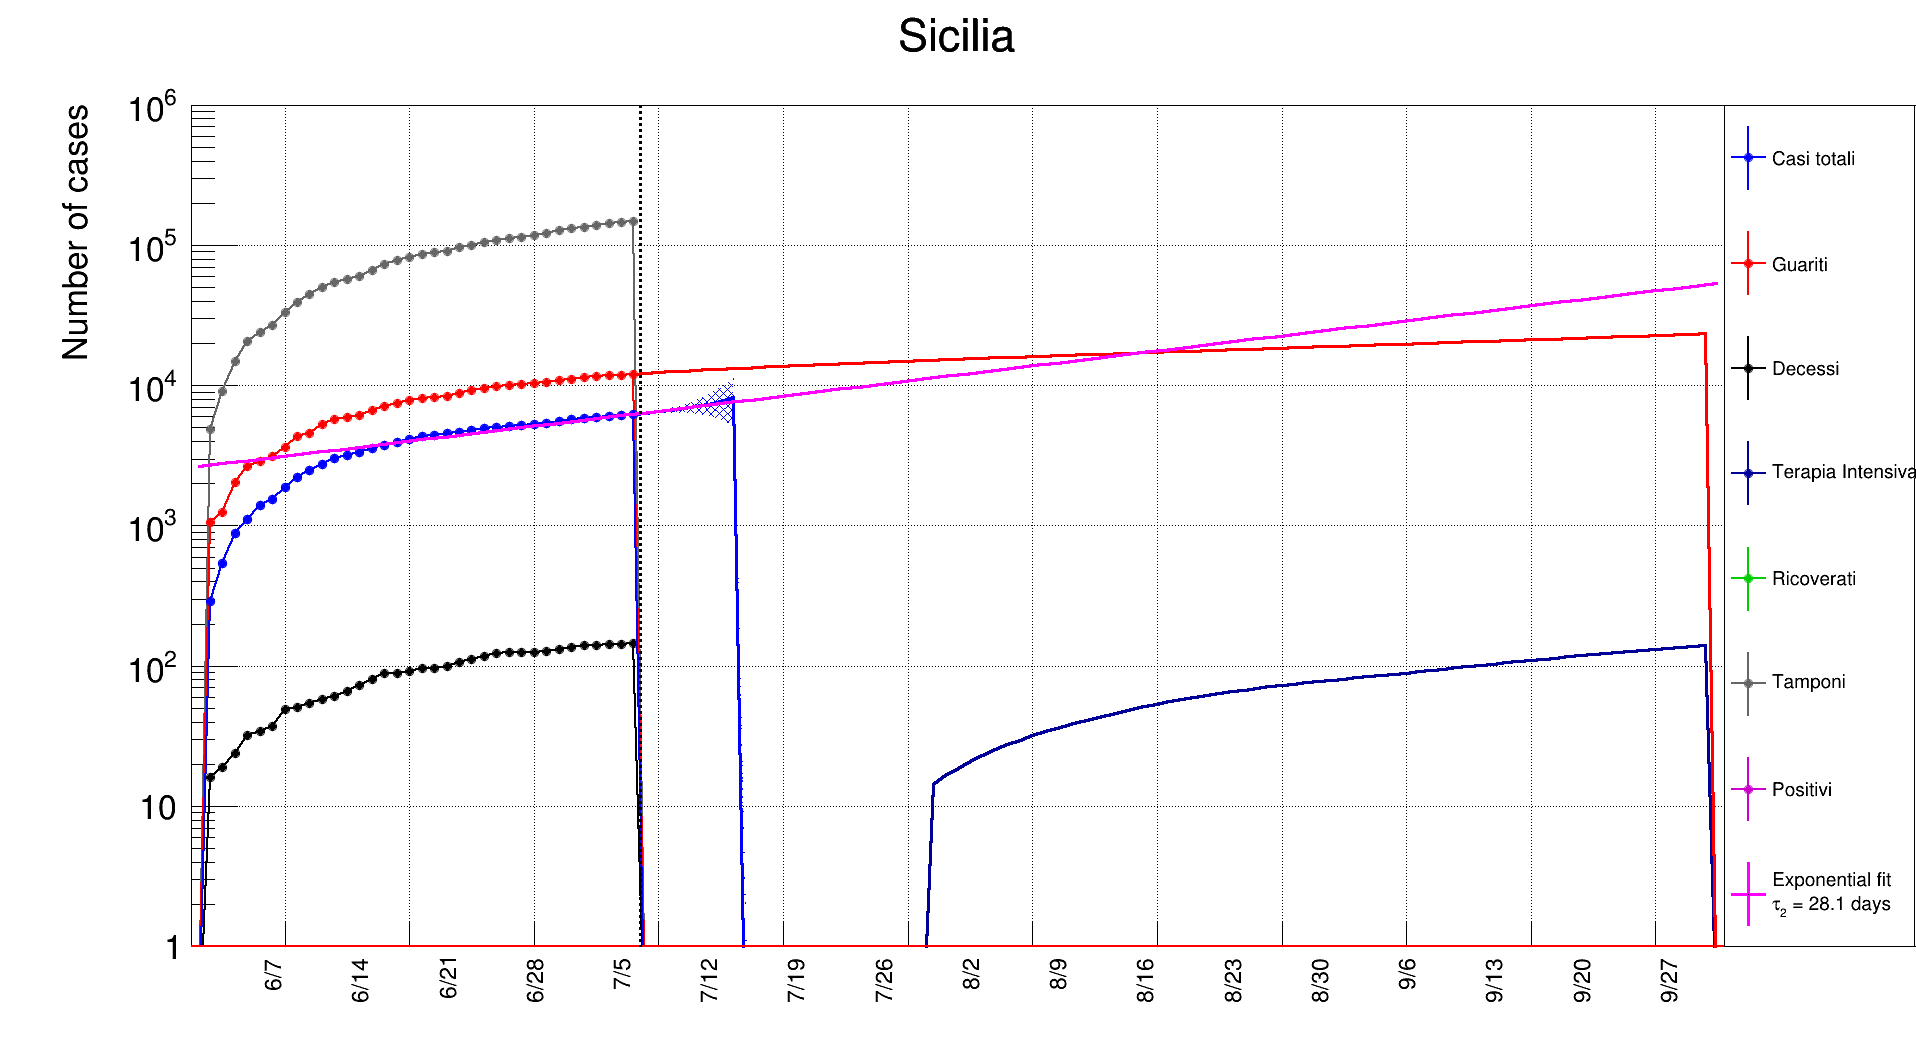 Sicilia
Number of cases
10^6
10^5
10^4
10^3
10^2
10
1
6/7
6/14
6/21
6/28
7/5
7/12
7/19
7/26
8/2
8/9
8/16
8/23
8/30
9/6
9/13
9/20
9/27
Casi totali
Guariti
Decessi
Terapia Intensiva
Ricoverati
Tamponi
Positivi
Exponential fit
τ₂ = 28.1 days